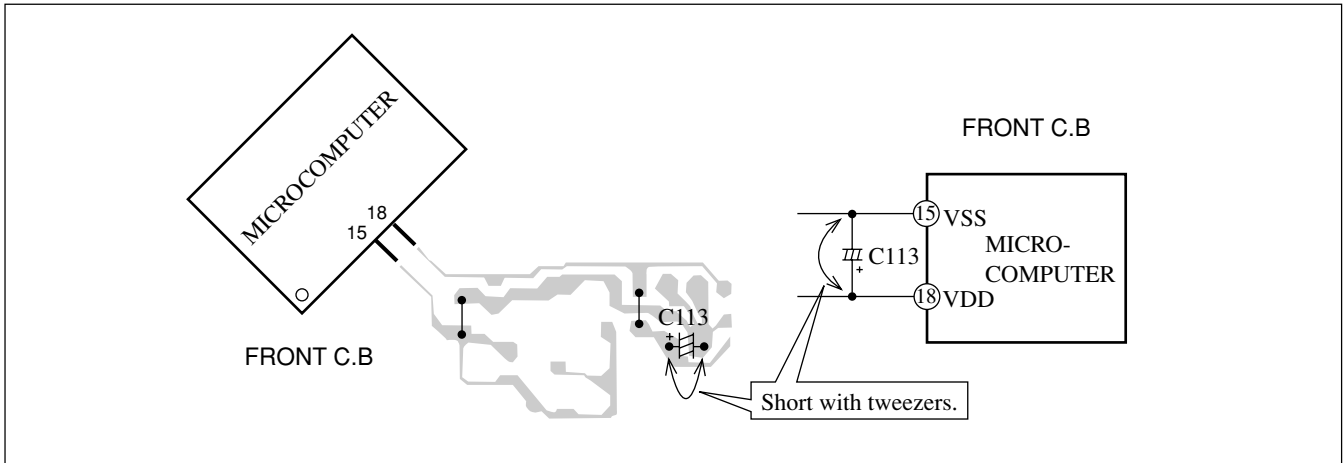 MICROCOMPUTER
18
15
FRONT C.B
C113
+
FRONT C.B
15 VSS
C113
+
MICRO-
COMPUTER
18 VDD
Short with tweezers.